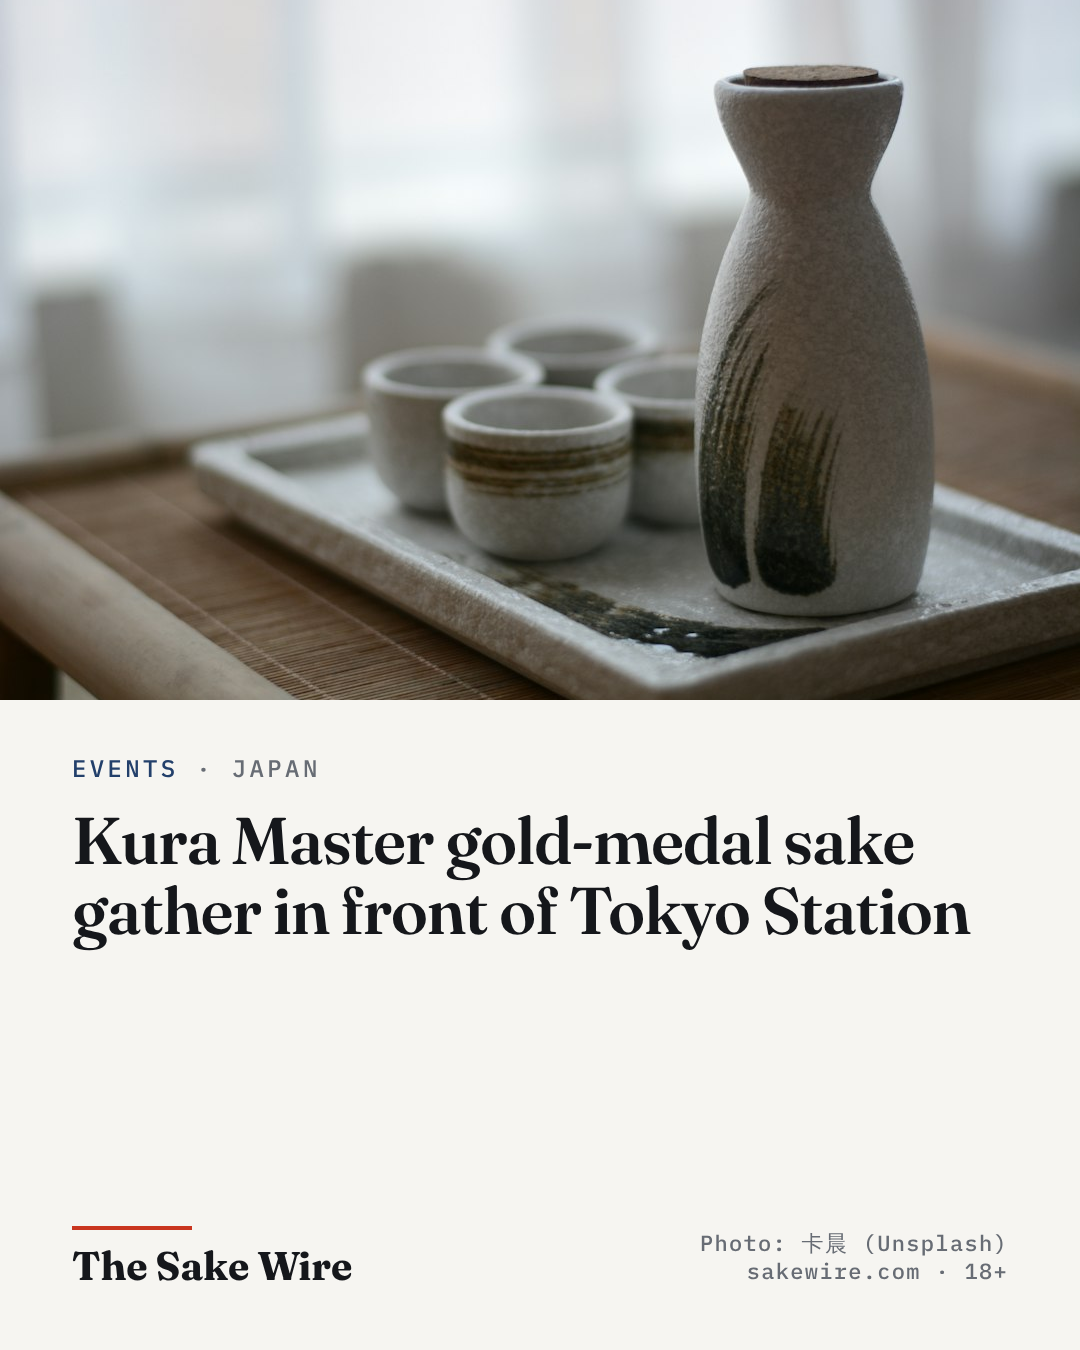 EVENTS · JAPAN
Kura Master gold-medal sake
gather in front of Tokyo Station
The Sake Wire
Photo: 卡晨 (Unsplash)
sakewire.com · 18+